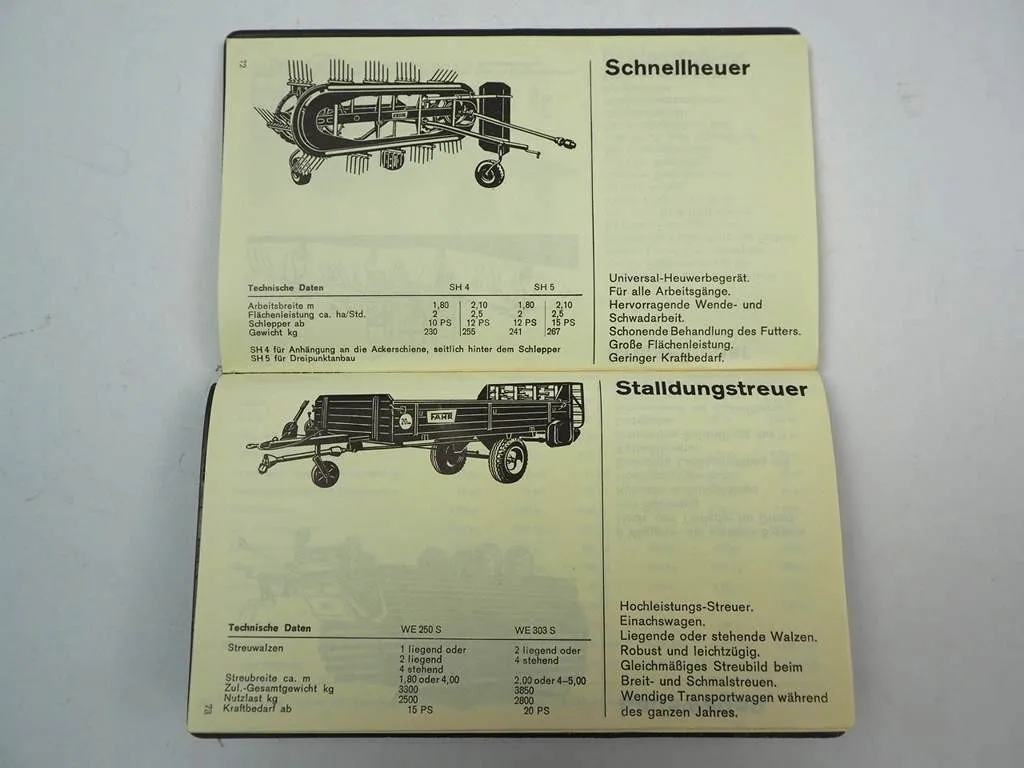 72
Schnellheuer
FAHR
Technische Daten SH 4 SH 5
Arbeitsbreite m 1,80 2,10 1,80 2,10
Flächenleistung ca. ha/Std. 2 2,5 2 2,5
Schlepper ab 10 PS 12 PS 12 PS 15 PS
Gewicht kg 230 255 241 267
SH 4 für Anhängung an die Ackerschiene, seitlich hinter dem Schlepper
SH 5 für Dreipunktanbau
Universal-Heuwerbegerät.
Für alle Arbeitsgänge.
Hervorragende Wende- und
Schwadarbeit.
Schonende Behandlung des Futters.
Große Flächenleistung.
Geringer Kraftbedarf.
Stalldungstreuer
FAHR
20
Technische Daten WE 250 S WE 303 S
Streuwalzen 1 liegend oder 2 liegend oder
2 liegend 4 stehend
4 stehend
Streubreite ca. m 1,80 oder 4,00 2,00 oder 4–5,00
Zul.-Gesamtgewicht kg 3300 3850
Nutzlast kg 2500 2800
Kraftbedarf ab 15 PS 20 PS
73
Hochleistungs-Streuer.
Einachswagen.
Liegende oder stehende Walzen.
Robust und leichtzügig.
Gleichmäßiges Streubild beim
Breit- und Schmalstreuen.
Wendige Transportwagen während
des ganzen Jahres.